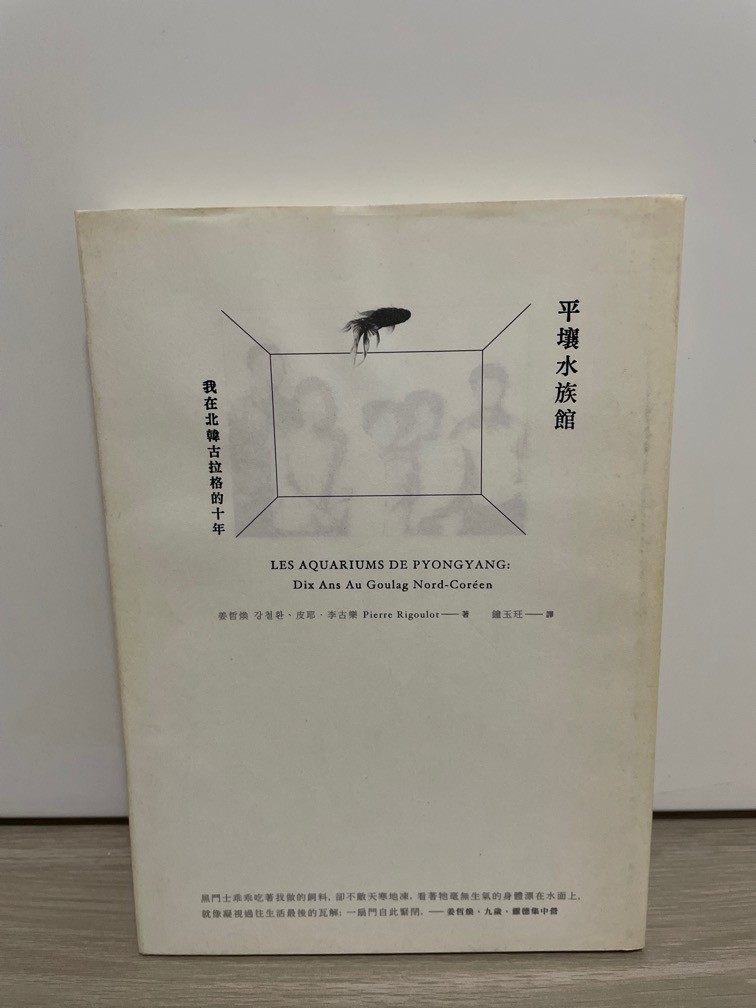 平壤水族館
我在北韓古拉格的十年
LES AQUARIUMS DE PYONGYANG:
Dix Ans Au Goulag Nord-Coréen
姜哲煥 강철환、皮耶．李古樂 Pierre Rigoulot——著 鐘玉玨——譯
黑鬥士乖乖吃著我做的飼料，卻不敵天寒地凍。看著牠毫無生氣的身體漂在水面上，
就像凝視過往生活最後的瓦解：一扇門自此緊閉。——姜哲煥，九歲，耀德集中營